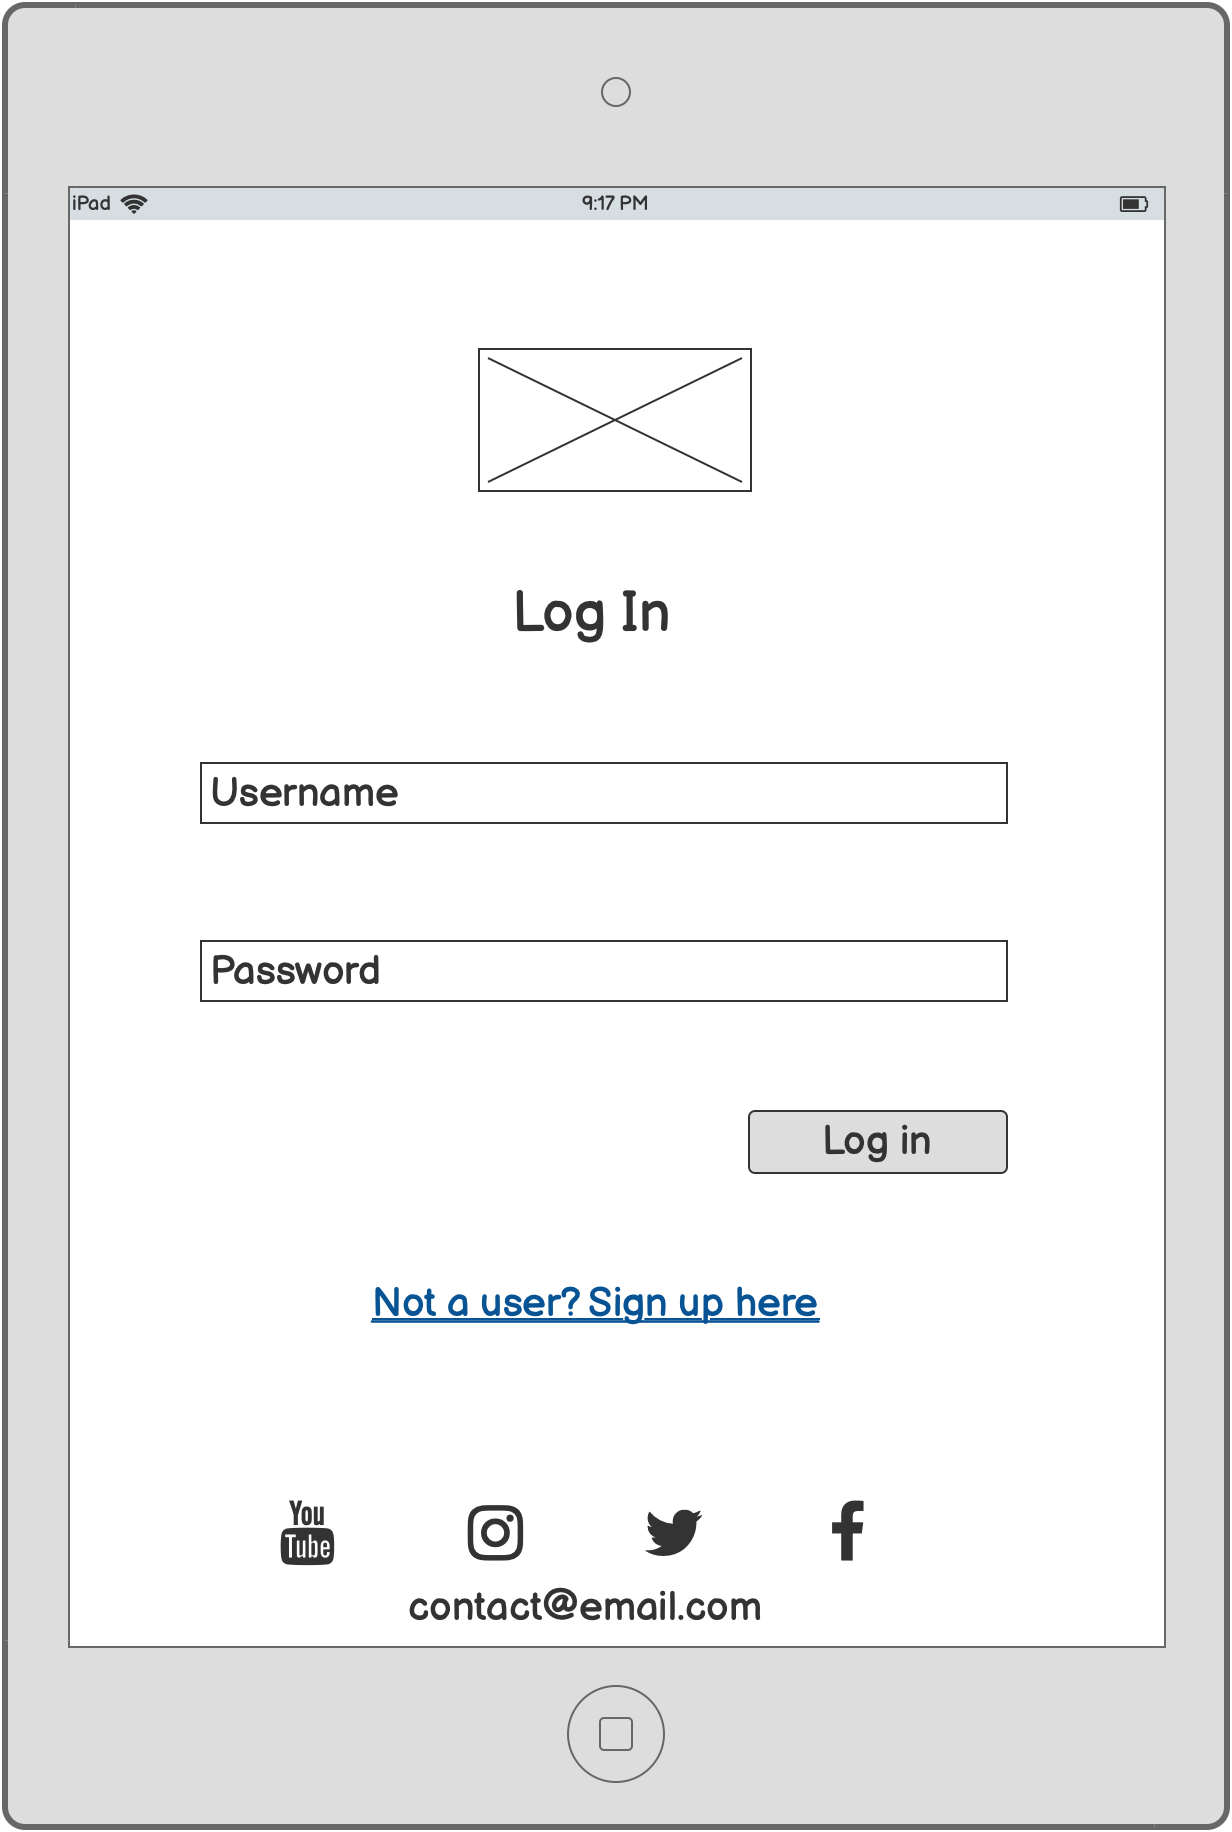 iPad 9:17 PM
Log In
Username
Password
Log in
Not a user? Sign up here
You
Tube
contact@email.com